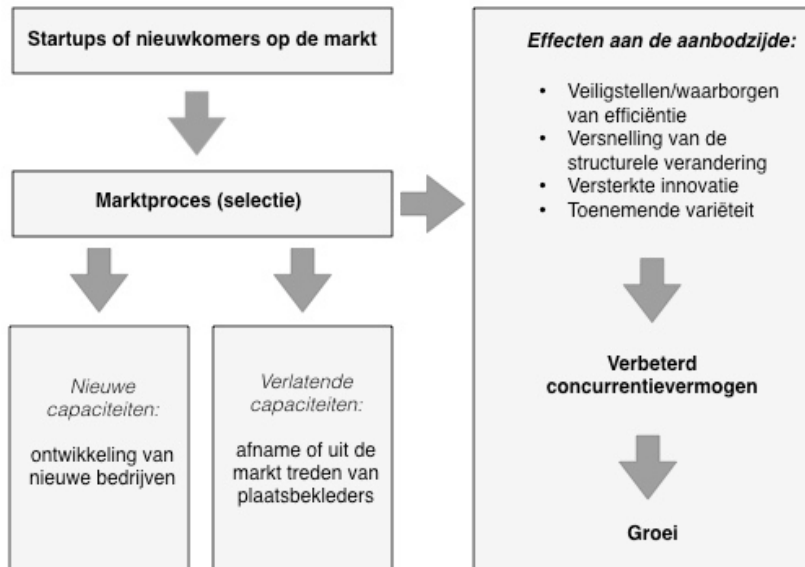 Startups of nieuwkomers op de markt
Marktproces (selectie)
Nieuwe
capaciteiten:
ontwikkeling van
nieuwe bedrijven
Verlatende
capaciteiten:
afname of uit de
markt treden van
plaatsbekleders
Effecten aan de aanbodzijde:
• Veiligstellen/waarborgen
van efficiëntie
• Versnelling van de
structurele verandering
• Versterkte innovatie
• Toenemende variëteit
Verbeterd
concurrentievermogen
Groei